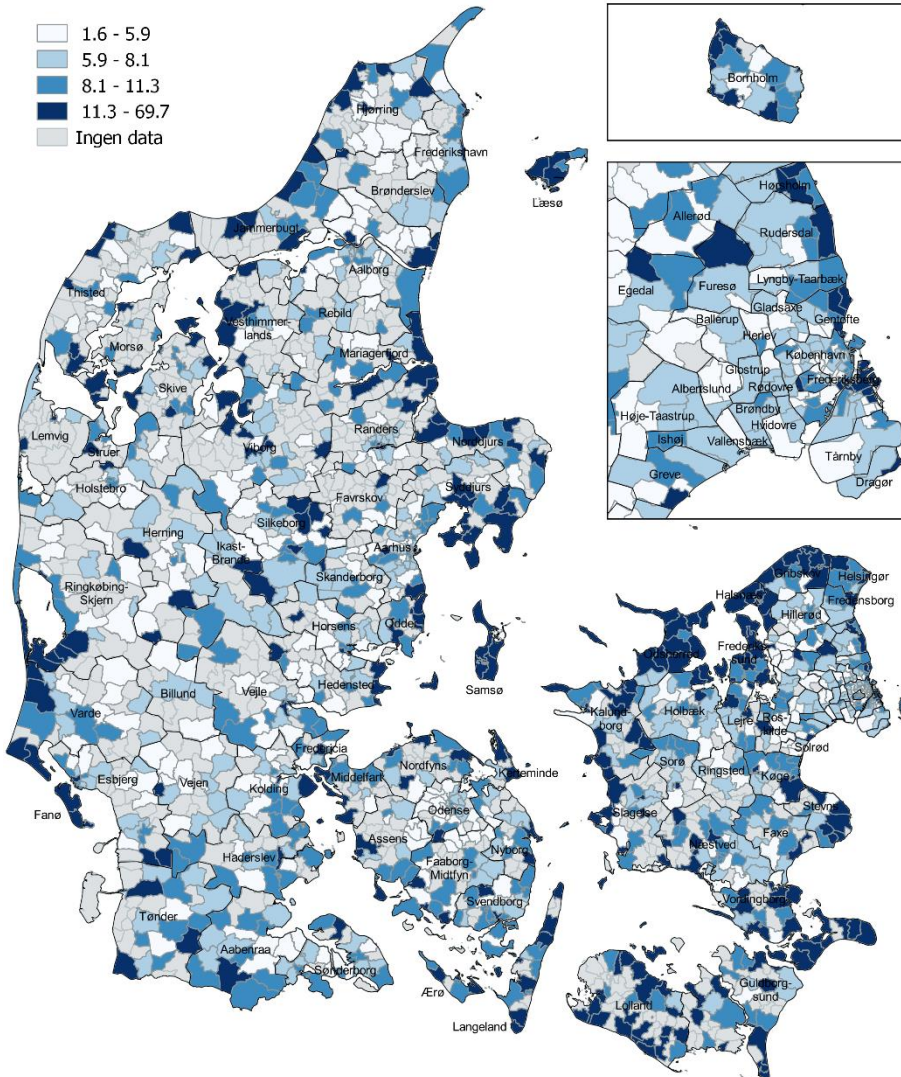 1.6 - 5.9
5.9 - 8.1
8.1 - 11.3
11.3 - 69.7
Ingen data
Hjørring
Frederikshavn
Brønderslev
Læsø
Jammerbugt
Aalborg
Thisted
Vesthimmer-
lands
Rebild
Morsø
Mariagerfjord
Skive
Lemvig
Struer
Viborg
Randers
Norddjurs
Holstebro
Favrskov
Syddjurs
Silkeborg
Herning
Ikast-
Brande
Aarhus
Skanderborg
Ringkøbing-
Skjern
Horsens
Odder
Hedensted
Samsø
Billund
Vejle
Varde
Fredericia
Esbjerg
Vejen
Kolding
Middelfart
Nordfyns
Kerteminde
Fanø
Odense
Assens
Nyborg
Haderslev
Faaborg-
Midtfyn
Svendborg
Tønder
Aabenraa
Sønderborg
Ærø
Langeland
Bornholm
Hørsholm
Allerød
Rudersdal
Egedal
Furesø
Lyngby-Taarbæk
Gladsaxe
Ballerup
Gentofte
Herlev
København
Glostrup
Frederiksberg
Albertslund
Rødovre
Høje-Taastrup
Brøndby
Hvidovre
Ishøj
Vallensbæk
Tårnby
Greve
Dragør
Gribskov
Helsingør
Halsnæs
Fredensborg
Hillerød
Frederiks-
sund
Odsherred
Kalund-
borg
Holbæk
Lejre
Ros-
kilde
Solrød
Sorø
Ringsted
Køge
Slagelse
Stevns
Næstved
Faxe
Vordingborg
Guldborg-
sund
Lolland